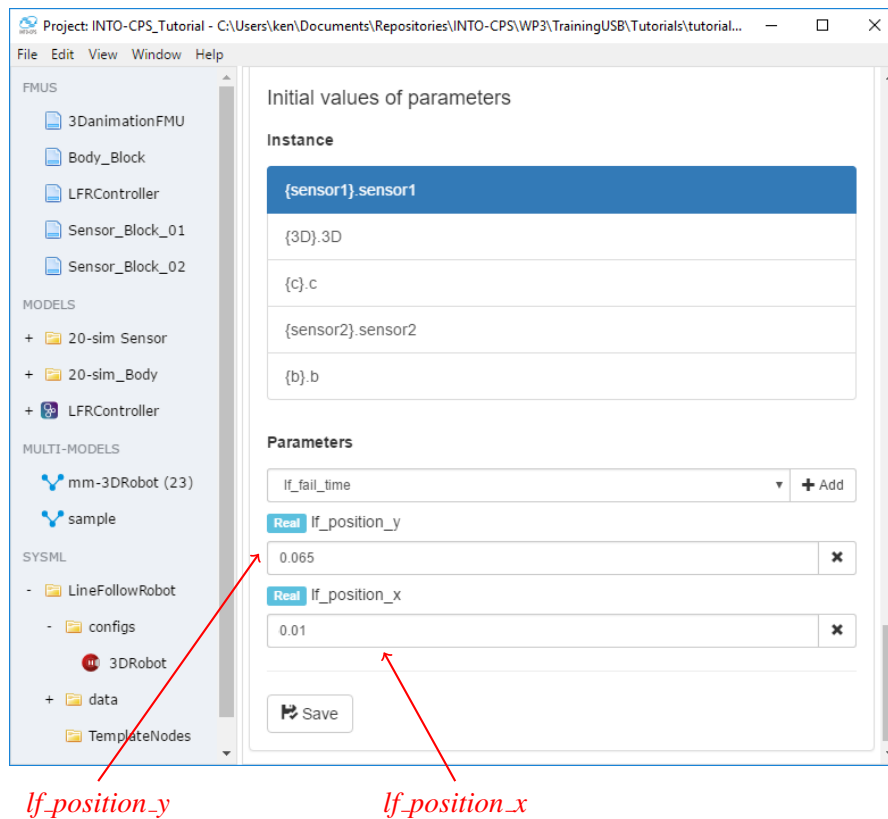 Project: INTO-CPS_Tutorial - C:\Users\ken\Documents\Repositories\INTO-CPS\WP3\TrainingUSB\Tutorials\tutorial...
File Edit View Window Help
FMUS
3DanimationFMU
Body_Block
LFRController
Sensor_Block_01
Sensor_Block_02
MODELS
+ 20-sim Sensor
+ 20-sim_Body
+ LFRController
MULTI-MODELS
mm-3DRobot (23)
sample
SYSML
- LineFollowRobot
- configs
3DRobot
+ data
TemplateNodes
Initial values of parameters
Instance
{sensor1}.sensor1
{3D}.3D
{c}.c
{sensor2}.sensor2
{b}.b
Parameters
lf_fail_time
+ Add
Real lf_position_y
0.065
Real lf_position_x
0.01
Save
lf_position_y
lf_position_x